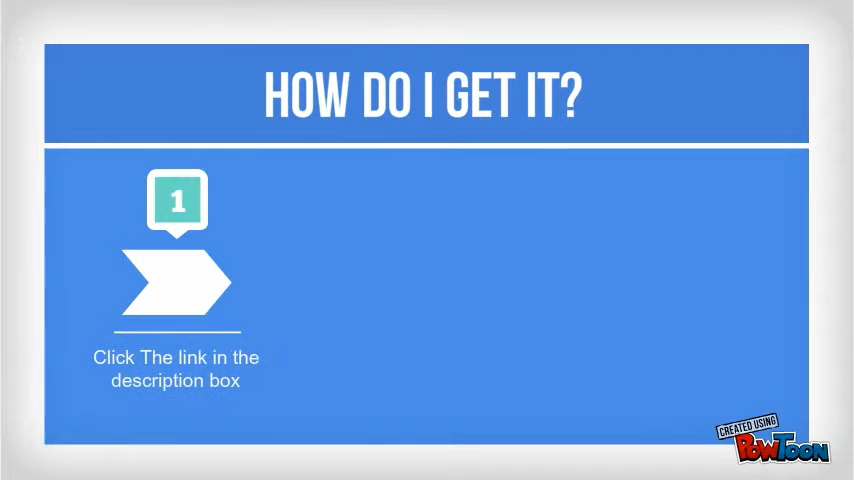 HOW DO I GET IT?
1
Click The link in the
description box
CREATED USING
POWTOON